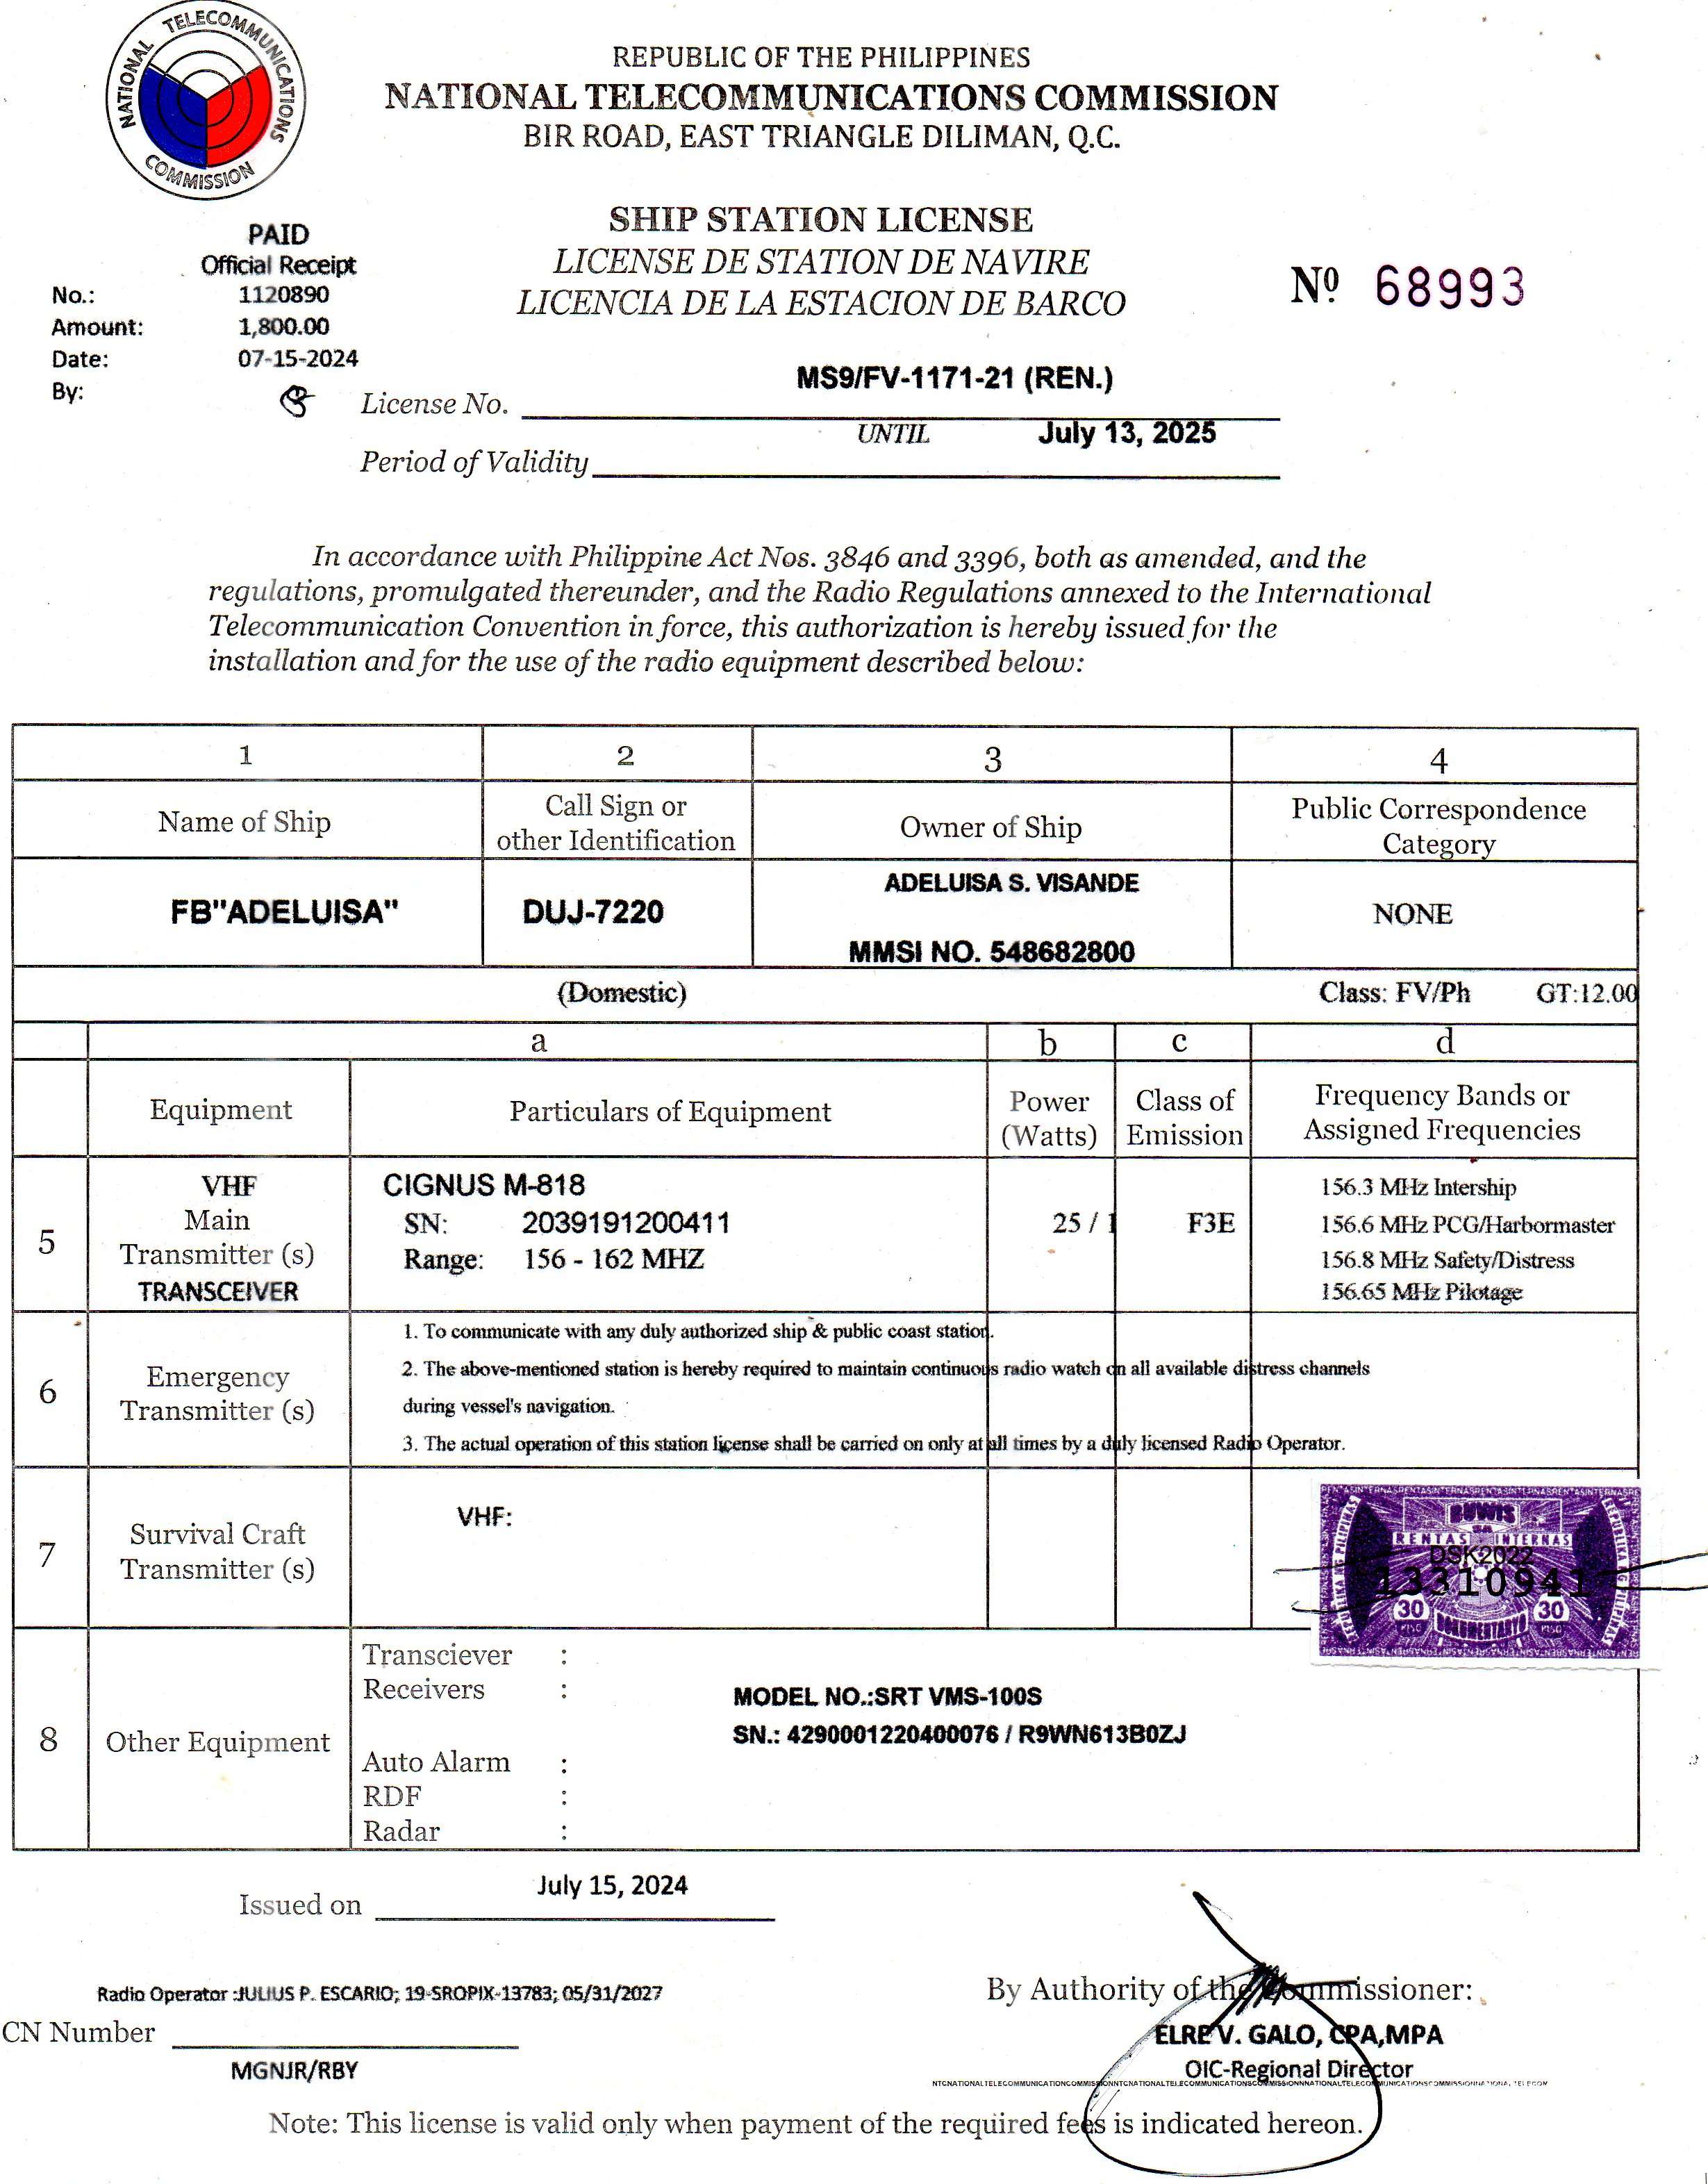 NATIONAL TELECOMMUNICATIONS COMMISSION
REPUBLIC OF THE PHILIPPINES
NATIONAL TELECOMMUNICATIONS COMMISSION
BIR ROAD, EAST TRIANGLE DILIMAN, Q.C.
SHIP STATION LICENSE
LICENSE DE STATION DE NAVIRE
LICENCIA DE LA ESTACION DE BARCO
Nº 68993
PAID
Official Receipt
No.: 1120890
Amount: 1,800.00
Date: 07-15-2024
By:
License No. MS9/FV-1171-21 (REN.)
UNTIL July 13, 2025
Period of Validity
In accordance with Philippine Act Nos. 3846 and 3396, both as amended, and the
regulations, promulgated thereunder, and the Radio Regulations annexed to the International
Telecommunication Convention in force, this authorization is hereby issued for the
installation and for the use of the radio equipment described below:
1 2 3 4
Name of Ship
Call Sign or
other Identification
Owner of Ship
Public Correspondence
Category
FB"ADELUISA"
DUJ-7220
ADELUISA S. VISANDE
MMSI NO. 548682800
NONE
(Domestic) Class: FV/Ph GT:12.00
a b c d
Equipment
Particulars of Equipment
Power
(Watts)
Class of
Emission
Frequency Bands or
Assigned Frequencies
5
VHF
Main
Transmitter (s)
TRANSCEIVER
CIGNUS M-818
SN: 2039191200411
Range: 156 - 162 MHZ
25 / 1
F3E
156.3 MHz Intership
156.6 MHz PCG/Harbormaster
156.8 MHz Safety/Distress
156.65 MHz Pilotage
6
Emergency
Transmitter (s)
1. To communicate with any duly authorized ship & public coast station.
2. The above-mentioned station is hereby required to maintain continuous radio watch on all available distress channels
during vessel's navigation.
3. The actual operation of this station license shall be carried on only at all times by a duly licensed Radio Operator.
7
Survival Craft
Transmitter (s)
VHF:
BUWIS
SA
RENTAS INTERNAS
DSK2022
13310941
30 30
DOKUMENTARYO
REPUBLIKA NG PILIPINAS
REPUBLIKA NG PILIPINAS
8
Other Equipment
Transciever :
Receivers :
MODEL NO.:SRT VMS-100S
SN.: 4290001220400076 / R9WN613B0ZJ
Auto Alarm :
RDF :
Radar :
Issued on July 15, 2024
Radio Operator :JULIUS P. ESCARIO; 19-SROPIX-13783; 05/31/2027
CN Number
MGNJR/RBY
By Authority of the Commissioner:
ELRE V. GALO, CPA,MPA
OIC-Regional Director
Note: This license is valid only when payment of the required fees is indicated hereon.